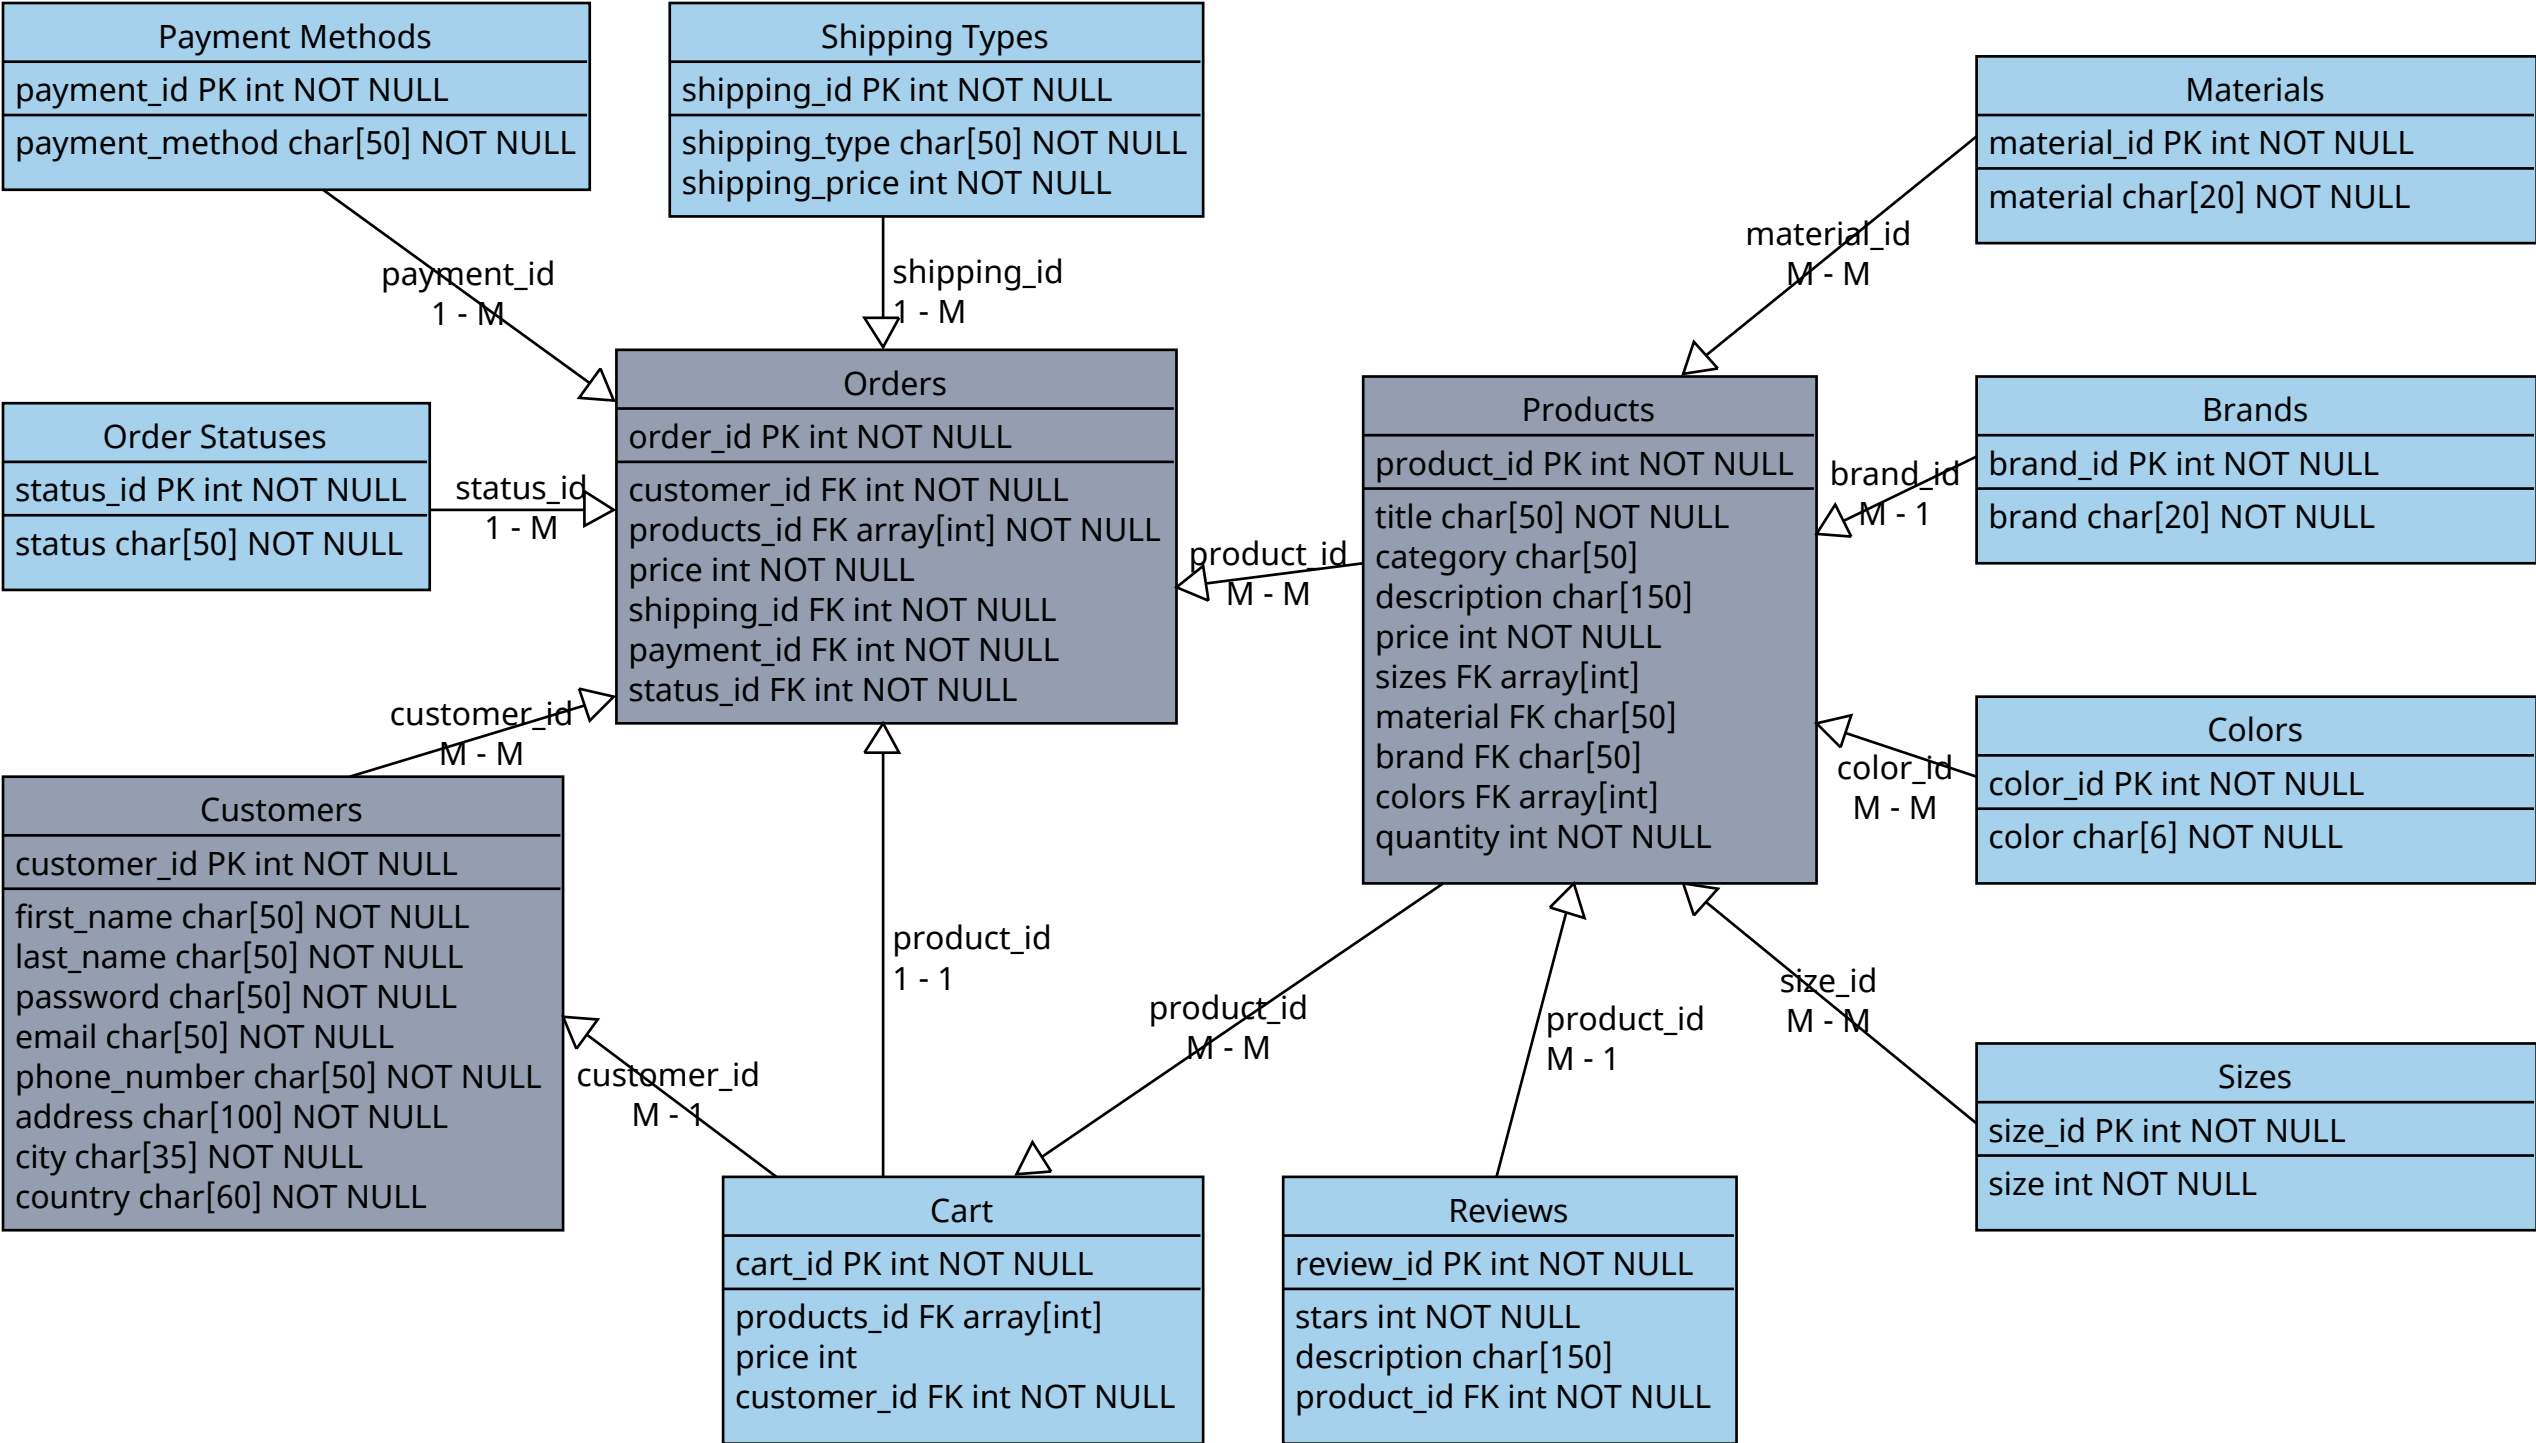 Payment Methods
payment_id PK int NOT NULL
payment_method char[50] NOT NULL
Shipping Types
shipping_id PK int NOT NULL
shipping_type char[50] NOT NULL
shipping_price int NOT NULL
Materials
material_id PK int NOT NULL
material char[20] NOT NULL
payment_id
1 - M
shipping_id
1 - M
material_id
M - M
Order Statuses
status_id PK int NOT NULL
status char[50] NOT NULL
status_id
1 - M
Orders
order_id PK int NOT NULL
customer_id FK int NOT NULL
products_id FK array[int] NOT NULL
price int NOT NULL
shipping_id FK int NOT NULL
payment_id FK int NOT NULL
status_id FK int NOT NULL
product_id
M - M
Products
product_id PK int NOT NULL
title char[50] NOT NULL
category char[50]
description char[150]
price int NOT NULL
sizes FK array[int]
material FK char[50]
brand FK char[50]
colors FK array[int]
quantity int NOT NULL
brand_id
M - 1
Brands
brand_id PK int NOT NULL
brand char[20] NOT NULL
color_id
M - M
Colors
color_id PK int NOT NULL
color char[6] NOT NULL
customer_id
M - M
Customers
customer_id PK int NOT NULL
first_name char[50] NOT NULL
last_name char[50] NOT NULL
password char[50] NOT NULL
email char[50] NOT NULL
phone_number char[50] NOT NULL
address char[100] NOT NULL
city char[35] NOT NULL
country char[60] NOT NULL
customer_id
M - 1
product_id
1 - 1
product_id
M - M
product_id
M - 1
size_id
M - M
Sizes
size_id PK int NOT NULL
size int NOT NULL
Cart
cart_id PK int NOT NULL
products_id FK array[int]
price int
customer_id FK int NOT NULL
Reviews
review_id PK int NOT NULL
stars int NOT NULL
description char[150]
product_id FK int NOT NULL